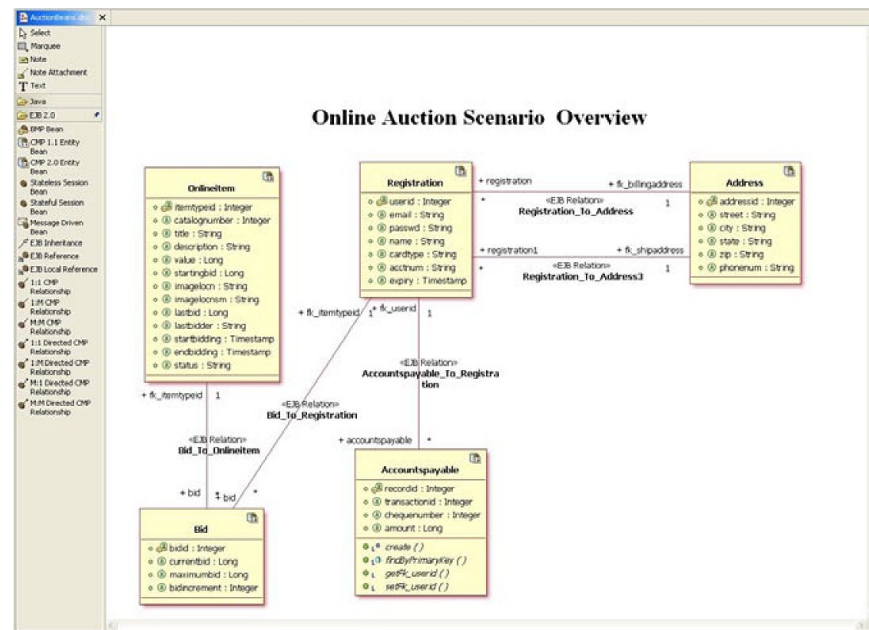 AuctionBeans.dnx
Select
Marquee
Note
Note Attachment
Text
Java
EJB 2.0
BMP Bean
CMP 1.1 Entity
Bean
CMP 2.0 Entity
Bean
Stateless Session
Bean
Stateful Session
Bean
Message Driven
Bean
EJB Inheritance
EJB Reference
EJB Local Reference
1:1 CMP
Relationship
1:M CMP
Relationship
M:M CMP
Relationship
1:1 Directed CMP
Relationship
1:M Directed CMP
Relationship
M:1 Directed CMP
Relationship
M:M Directed CMP
Relationship
Online Auction Scenario Overview
Onlineitem
itemtypeid : Integer
catalognumber : Integer
title : String
description : String
value : Long
startingbid : Long
imagelocn : String
imagelocnsm : String
lastbid : Long
lastbidder : String
startbidding : Timestamp
endbidding : Timestamp
status : String
Registration
userid : Integer
email : String
passwd : String
name : String
cardtype : String
acctnum : String
expiry : Timestamp
+ registration
+ fk_billingaddress
* «EJB Relation» 1
Registration_To_Address
+ registration1
+ fk_shipaddress
* «EJB Relation» 1
Registration_To_Address3
Address
addressid : Integer
street : String
city : String
state : String
zip : String
phonenum : String
+ fk_itemtypeid 1
+ fk_userid 1
«EJB Relation»
Accountspayable_To_Registra
tion
+ accountspayable *
+ fk_itemtypeid 1
«EJB Relation»
Bid_To_Registration
«EJB Relation»
Bid_To_Onlineitem
+ bid *
+ bid *
Bid
bidid : Integer
currentbid : Long
maximumbid : Long
bidincrement : Integer
Accountspayable
recordid : Integer
transactionid : Integer
chequenumber : Integer
amount : Long
create ( )
findByPrimaryKey ( )
getFk_userid ( )
setFk_userid ( )